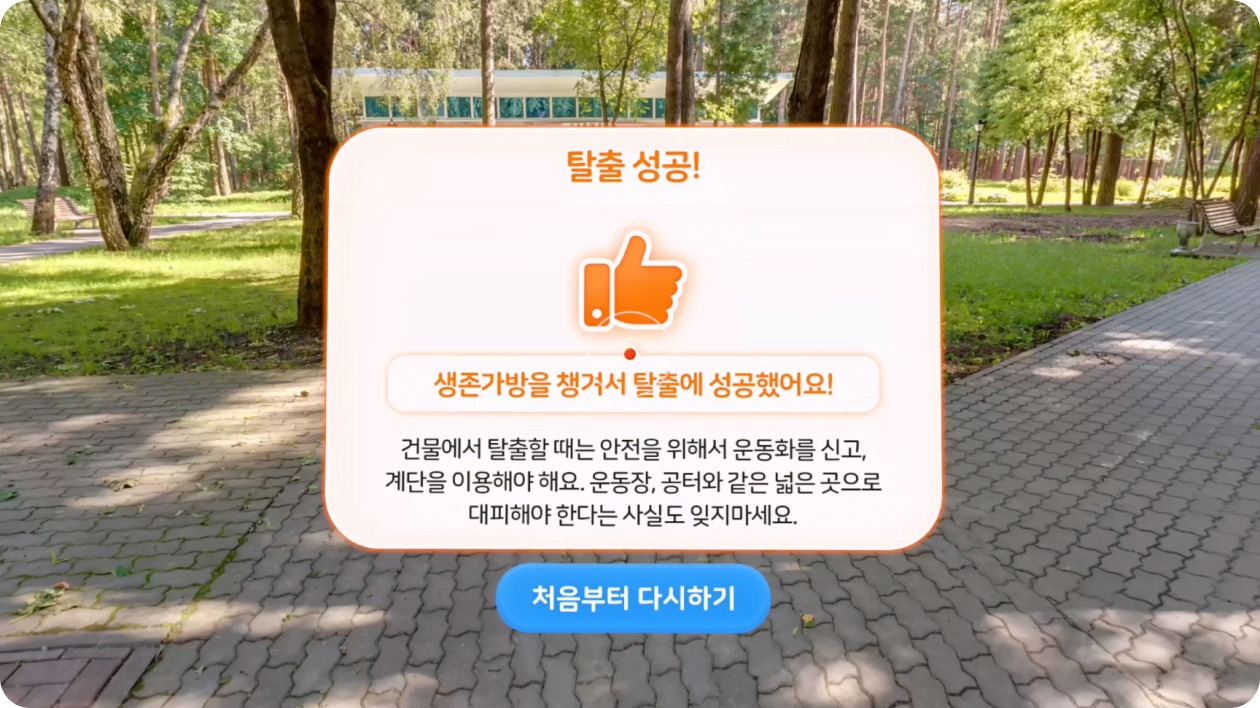 탈출 성공!
생존가방을 챙겨서 탈출에 성공했어요!
건물에서 탈출할 때는 안전을 위해서 운동화를 신고,
계단을 이용해야 해요. 운동장, 공터와 같은 넓은 곳으로
대피해야 한다는 사실도 잊지마세요.
처음부터 다시하기